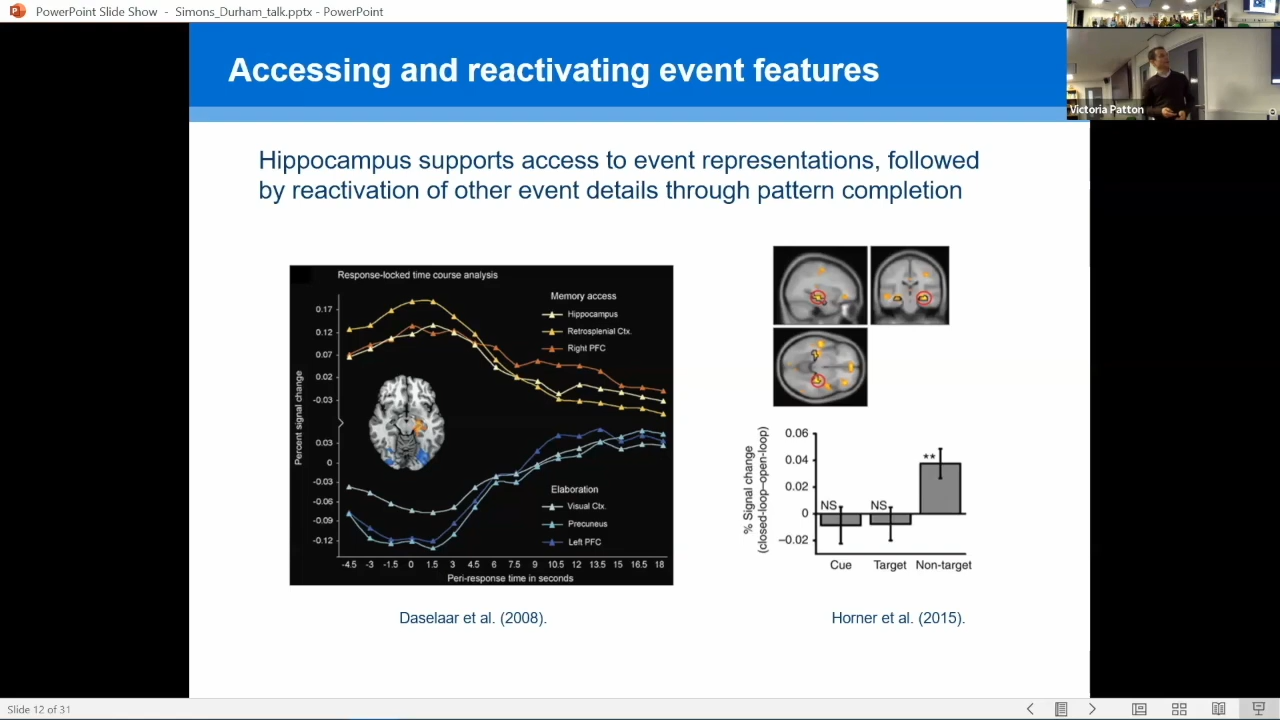 PowerPoint Slide Show - Simons_Durham_talk.pptx - PowerPoint
Victoria Patton
Accessing and reactivating event features
Hippocampus supports access to event representations, followed
by reactivation of other event details through pattern completion
Response-locked time course analysis
Memory access
Hippocampus
Retrosplenial Ctx.
Right PFC
Percent signal change
0.17
0.12
0.07
0.02
-0.03
0.03
0
-0.03
-0.06
-0.09
-0.12
Elaboration
Visual Ctx.
Precuneus
Left PFC
-4.5 -3 -1.5 0 1.5 3 4.5 6 7.5 9 10.5 12 13.5 15 16.5 18
Peri-response time in seconds
Daselaar et al. (2008).
% Signal change
(closed-loop–open-loop)
0.06
0.04
0.02
0
–0.02
NS
NS
**
Cue Target Non-target
Horner et al. (2015).
Slide 12 of 31